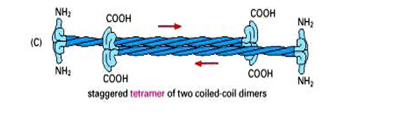 NH₂ COOH COOH NH₂
(C)
NH₂ COOH COOH NH₂
staggered tetramer of two coiled-coil dimers